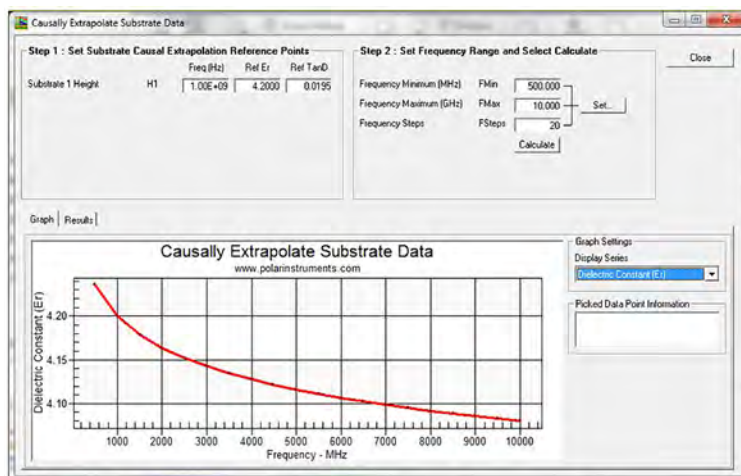 Causally Extrapolate Substrate Data
Step 1 : Set Substrate Causal Extrapolation Reference Points
Freq (Hz) Ref Er Ref TanD
Substrate 1 Height H1 1.00E+09 4.2000 0.0195
Step 2 : Set Frequency Range and Select Calculate
Frequency Minimum (MHz) FMin 500.000
Frequency Maximum (GHz) FMax 10.000 Set...
Frequency Steps FSteps 20
Calculate
Close
Graph Results
Causally Extrapolate Substrate Data
www.polarinstruments.com
Dielectric Constant (Er)
4.20
4.15
4.10
1000 2000 3000 4000 5000 6000 7000 8000 9000 10000
Frequency - MHz
Graph Settings
Display Series
Dielectric Constant (Er)
Picked Data Point Information